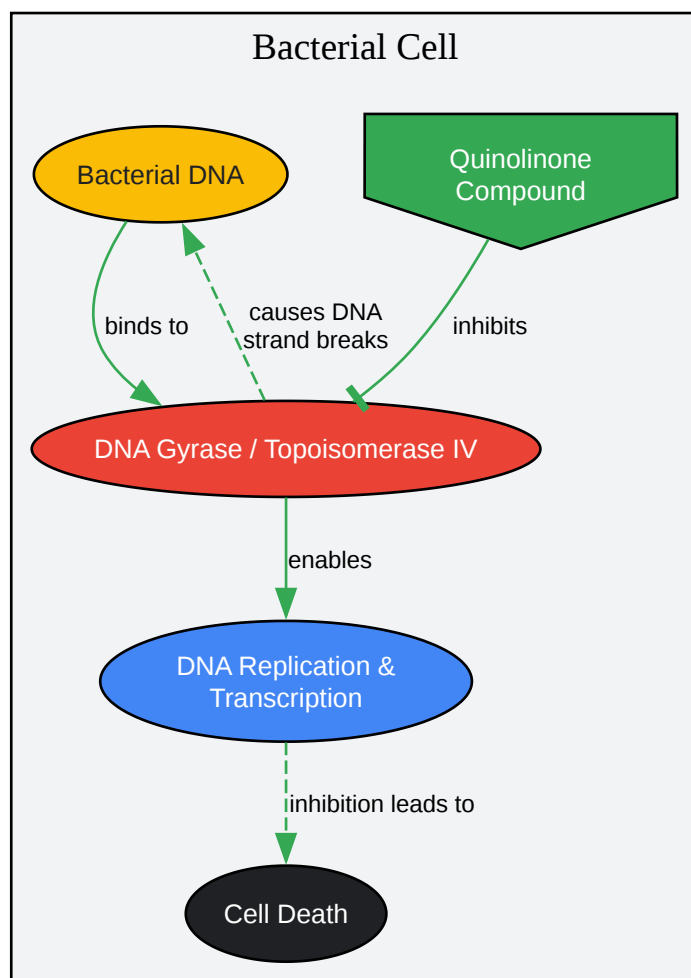 Bacterial Cell
Bacterial DNA
Quinolinone
Compound
binds to
causes DNA
strand breaks
inhibits
DNA Gyrase / Topoisomerase IV
enables
DNA Replication &
Transcription
inhibition leads to
Cell Death